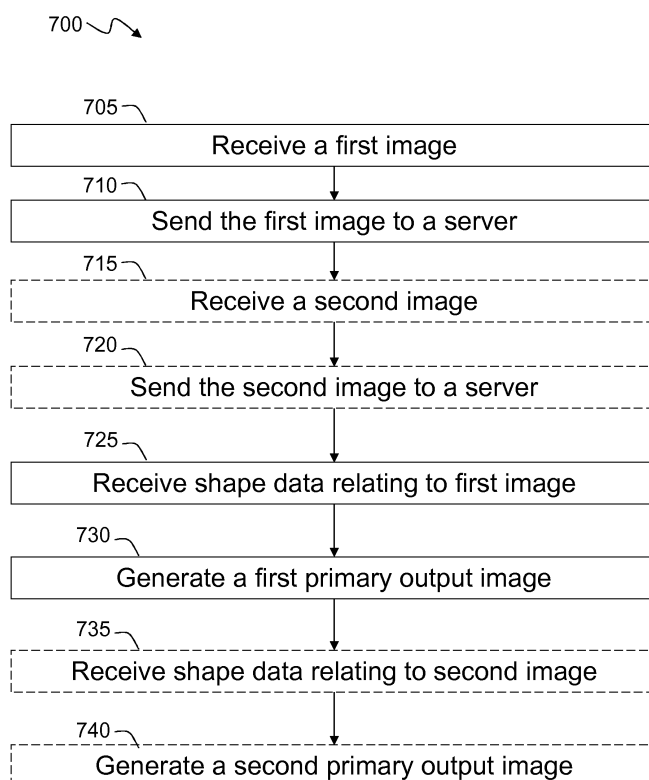 700
705
Receive a first image
710
Send the first image to a server
715
Receive a second image
720
Send the second image to a server
725
Receive shape data relating to first image
730
Generate a first primary output image
735
Receive shape data relating to second image
740
Generate a second primary output image